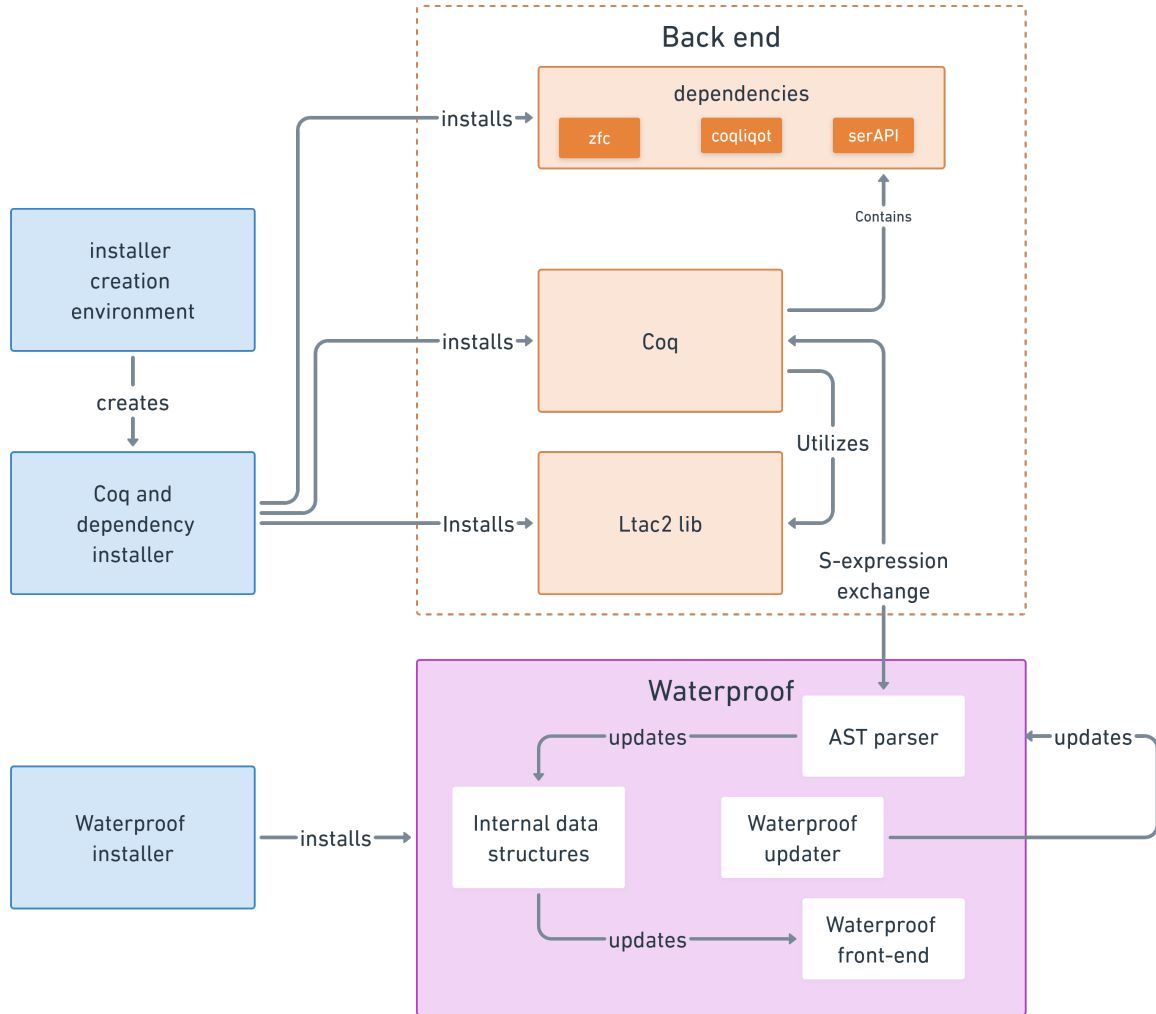 Back end
dependencies
installs
zfc
coqliqot
serAPI
Contains
installer
creation
environment
installs
Coq
creates
Utilizes
Coq and
dependency
installer
Installs
Ltac2 lib
S-expression
exchange
Waterproof
updates
AST parser
updates
Waterproof
installer
installs
Internal data
structures
Waterproof
updater
updates
Waterproof
front-end